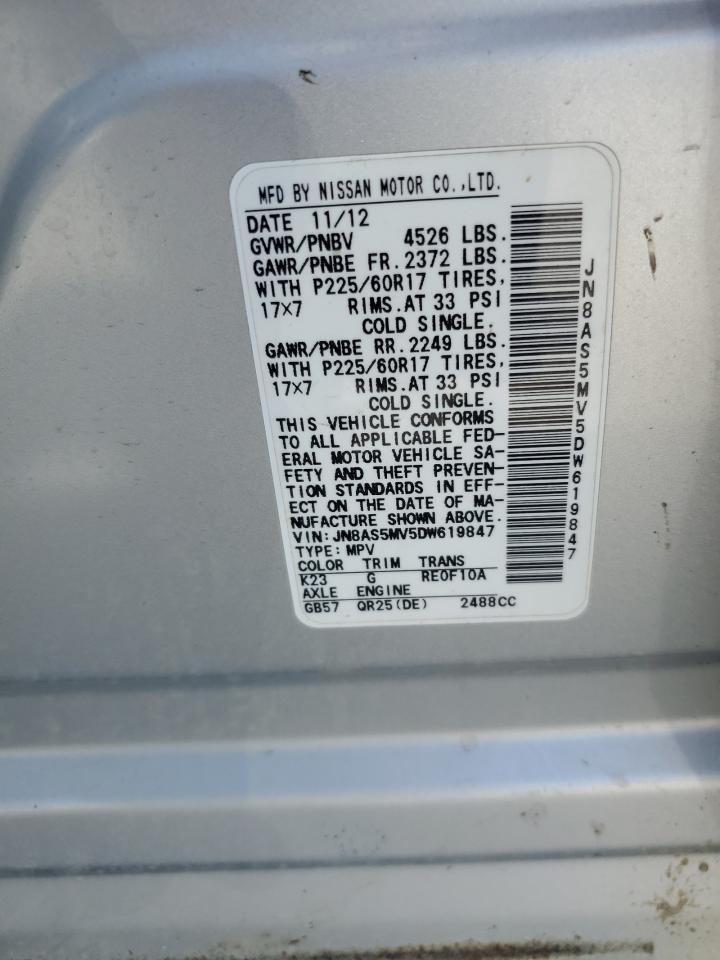 MFD BY NISSAN MOTOR CO.,LTD.
DATE 11/12
GVWR/PNBV 4526 LBS.
GAWR/PNBE FR. 2372 LBS.
WITH P225/60R17 TIRES,
17×7 RIMS. AT 33 PSI
COLD SINGLE.
GAWR/PNBE RR. 2249 LBS.
WITH P225/60R17 TIRES,
17×7 RIMS. AT 33 PSI
COLD SINGLE.
THIS VEHICLE CONFORMS
TO ALL APPLICABLE FED-
ERAL MOTOR VEHICLE SA-
FETY AND THEFT PREVEN-
TION STANDARDS IN EFF-
ECT ON THE DATE OF MA-
NUFACTURE SHOWN ABOVE.
VIN: JN8AS5MV5DW619847
TYPE: MPV
COLOR TRIM TRANS
K23 G RE0F10A
AXLE ENGINE
GB57 QR25(DE) 2488CC
JN8AS5MV5DW619847